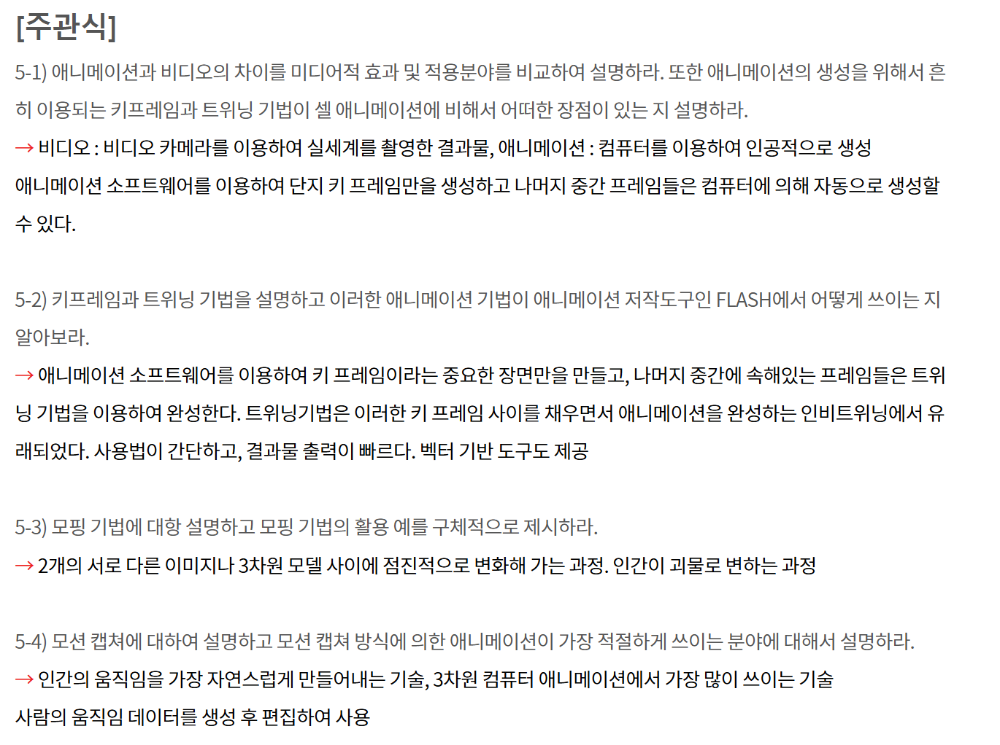 [주관식]
5-1) 애니메이션과 비디오의 차이를 미디어적 효과 및 적용분야를 비교하여 설명하라. 또한 애니메이션의 생성을 위해서 흔
히 이용되는 키프레임과 트위닝 기법이 셀 애니메이션에 비해서 어떠한 장점이 있는 지 설명하라.
→ 비디오 : 비디오 카메라를 이용하여 실세계를 촬영한 결과물, 애니메이션 : 컴퓨터를 이용하여 인공적으로 생성
애니메이션 소프트웨어를 이용하여 단지 키 프레임만을 생성하고 나머지 중간 프레임들은 컴퓨터에 의해 자동으로 생성할
수 있다.
5-2) 키프레임과 트위닝 기법을 설명하고 이러한 애니메이션 기법이 애니메이션 저작도구인 FLASH에서 어떻게 쓰이는 지
알아보라.
→ 애니메이션 소프트웨어를 이용하여 키 프레임이라는 중요한 장면만을 만들고, 나머지 중간에 속해있는 프레임들은 트위
닝 기법을 이용하여 완성한다. 트위닝기법은 이러한 키 프레임 사이를 채우면서 애니메이션을 완성하는 인비트위닝에서 유
래되었다. 사용법이 간단하고, 결과물 출력이 빠르다. 벡터 기반 도구도 제공
5-3) 모핑 기법에 대항 설명하고 모핑 기법의 활용 예를 구체적으로 제시하라.
→ 2개의 서로 다른 이미지나 3차원 모델 사이에 점진적으로 변화해 가는 과정. 인간이 괴물로 변하는 과정
5-4) 모션 캡쳐에 대하여 설명하고 모션 캡쳐 방식에 의한 애니메이션이 가장 적절하게 쓰이는 분야에 대해서 설명하라.
→ 인간의 움직임을 가장 자연스럽게 만들어내는 기술, 3차원 컴퓨터 애니메이션에서 가장 많이 쓰이는 기술
사람의 움직임 데이터를 생성 후 편집하여 사용